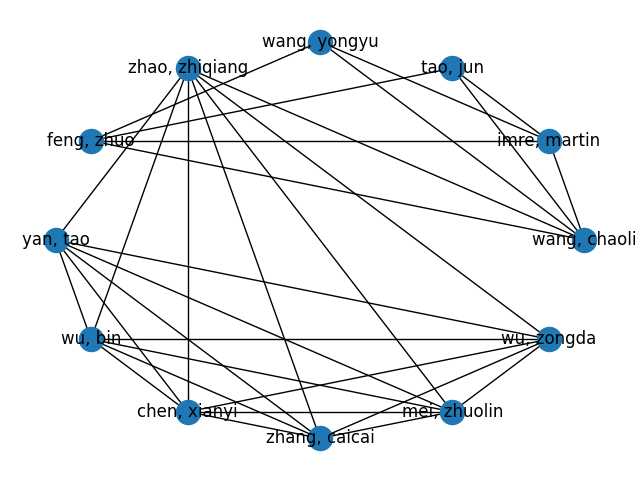 wang, yongyu
zhao, zhiqiang
tao, jun
feng, zhuo
imre, martin
yan, tao
wang, chaoli
wu, bin
wu, zongda
chen, xianyi
mei, zhuolin
zhang, caicai